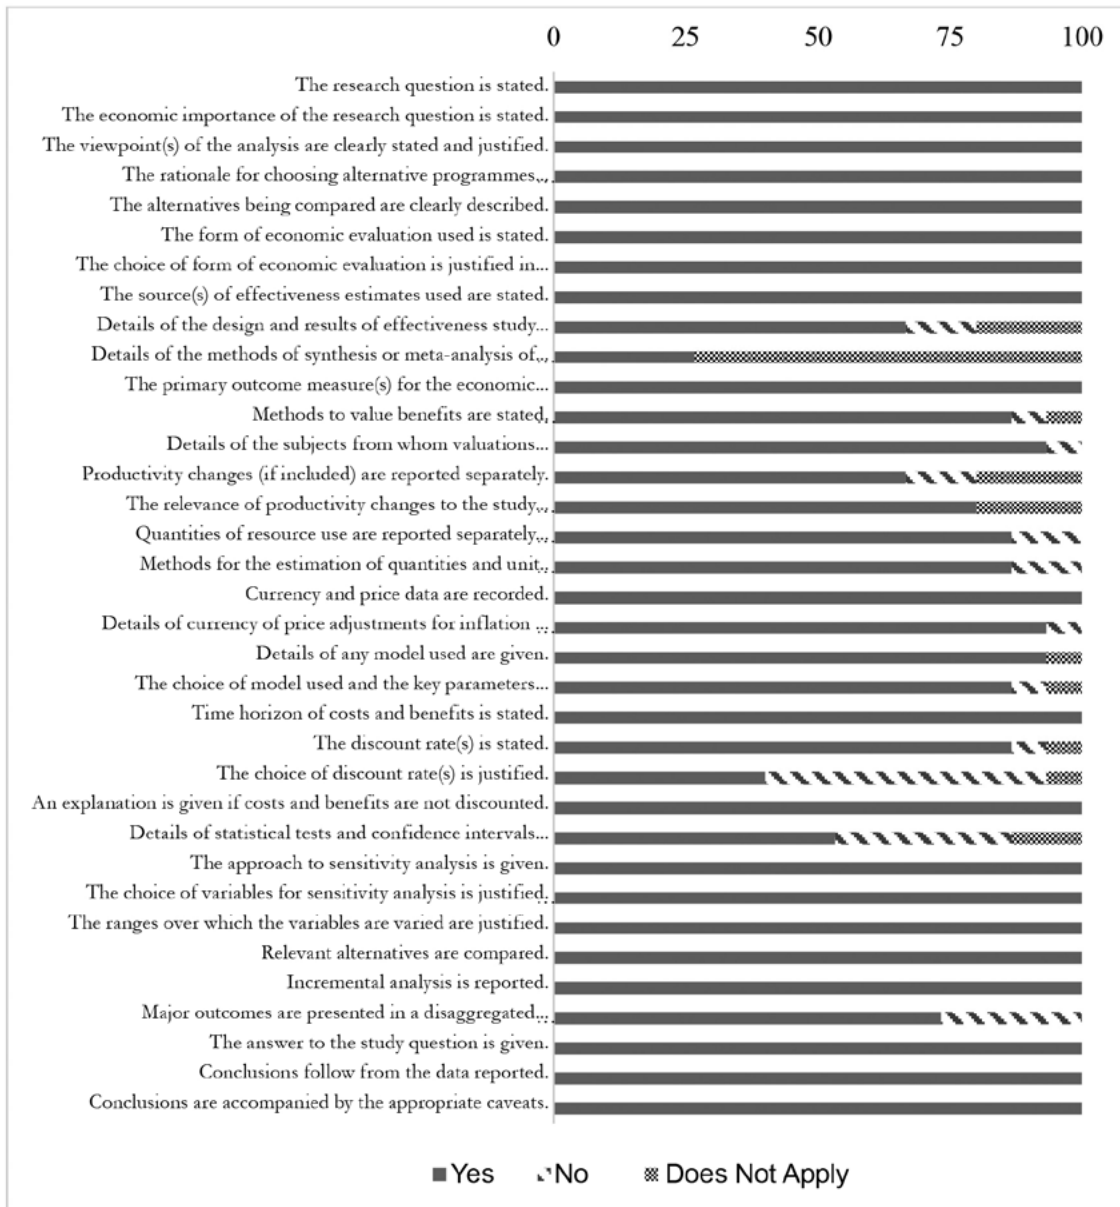 0 25 50 75 100
The research question is stated.
The economic importance of the research question is stated.
The viewpoint(s) of the analysis are clearly stated and justified.
The rationale for choosing alternative programmes...
The alternatives being compared are clearly described.
The form of economic evaluation used is stated.
The choice of form of economic evaluation is justified in...
The source(s) of effectiveness estimates used are stated.
Details of the design and results of effectiveness study...
Details of the methods of synthesis or meta-analysis of...
The primary outcome measure(s) for the economic...
Methods to value benefits are stated.
Details of the subjects from whom valuations...
Productivity changes (if included) are reported separately.
The relevance of productivity changes to the study...
Quantities of resource use are reported separately...
Methods for the estimation of quantities and unit...
Currency and price data are recorded.
Details of currency of price adjustments for inflation ...
Details of any model used are given.
The choice of model used and the key parameters...
Time horizon of costs and benefits is stated.
The discount rate(s) is stated.
The choice of discount rate(s) is justified.
An explanation is given if costs and benefits are not discounted.
Details of statistical tests and confidence intervals...
The approach to sensitivity analysis is given.
The choice of variables for sensitivity analysis is justified.
The ranges over which the variables are varied are justified.
Relevant alternatives are compared.
Incremental analysis is reported.
Major outcomes are presented in a disaggregated...
The answer to the study question is given.
Conclusions follow from the data reported.
Conclusions are accompanied by the appropriate caveats.
Yes No Does Not Apply